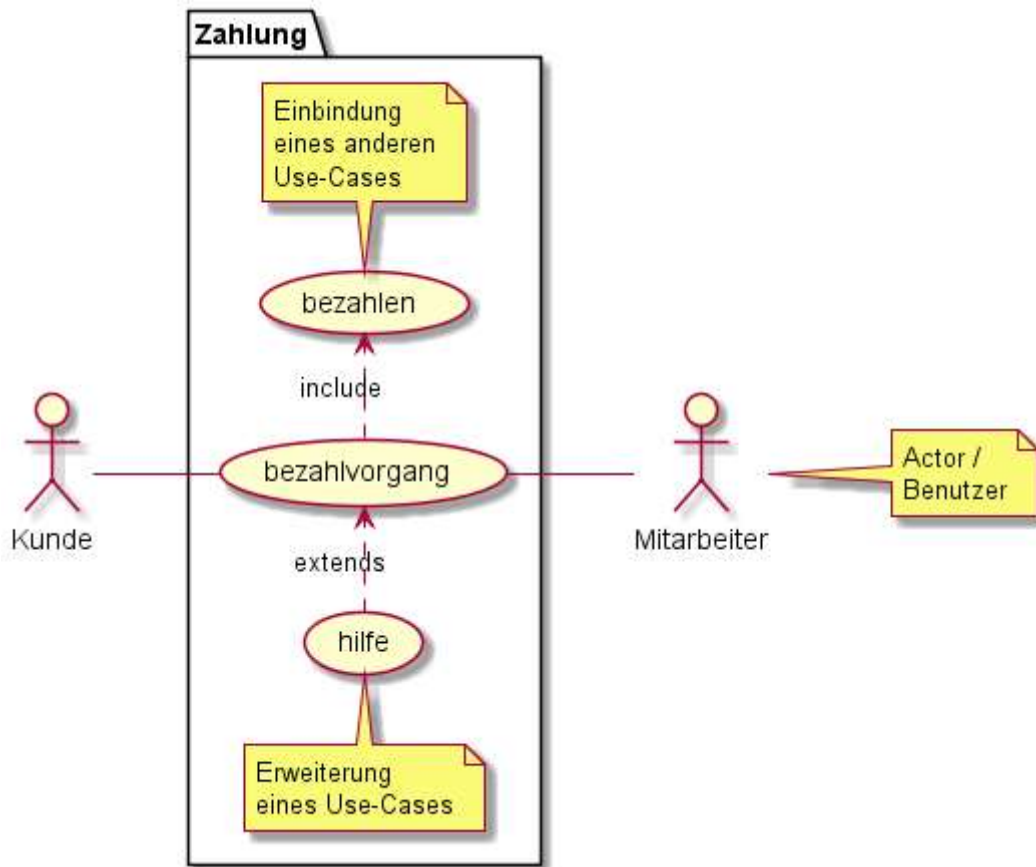 Zahlung
Einbindung
eines anderen
Use-Cases
bezahlen
include
Kunde
bezahlvorgang
Mitarbeiter
Actor /
Benutzer
extends
hilfe
Erweiterung
eines Use-Cases